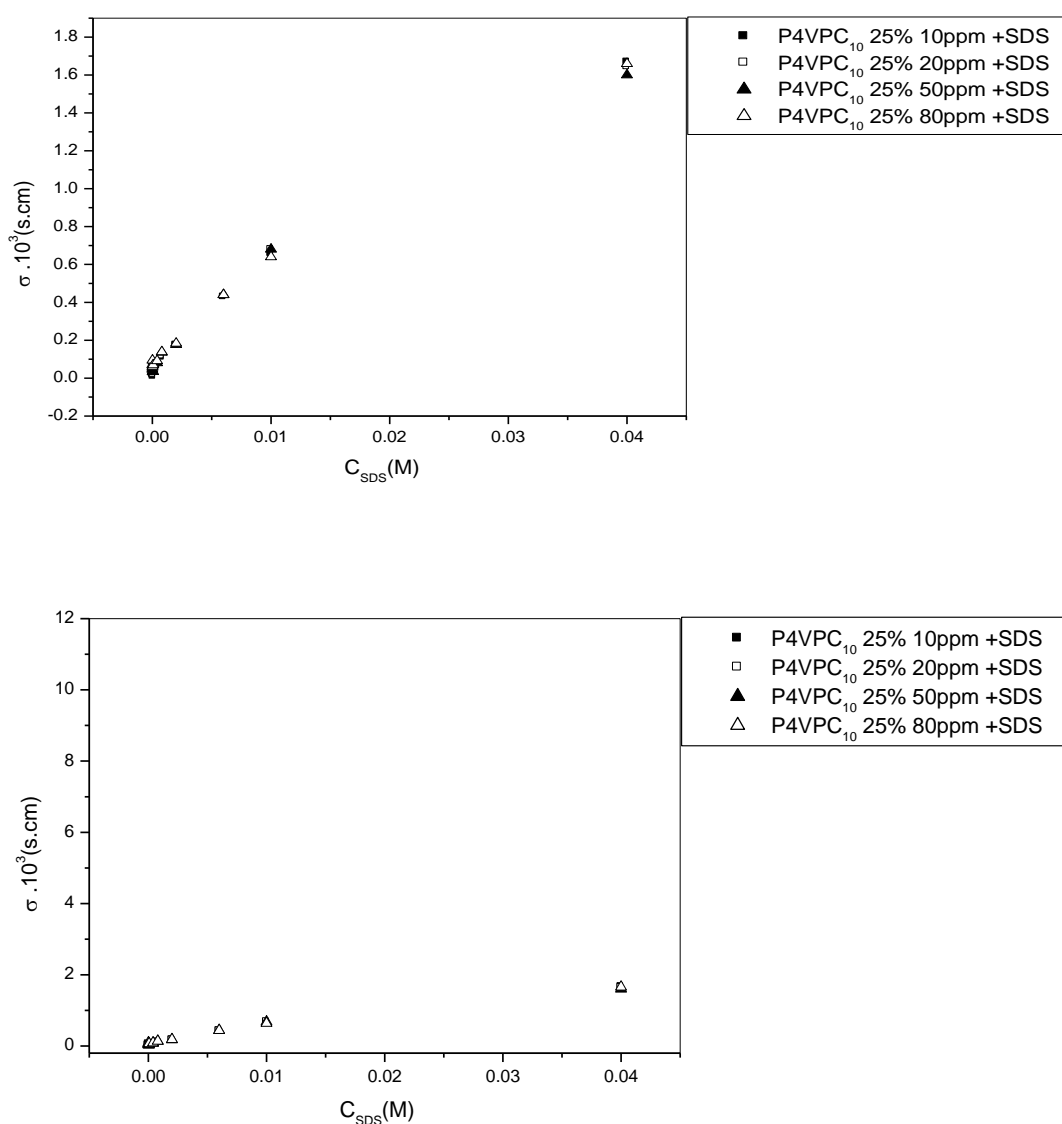 1.8
1.6
1.4
1.2
1.0
0.8
0.6
0.4
0.2
0.0
-0.2
σ .10³(s.cm)
0.00 0.01 0.02 0.03 0.04
C_SDS(M)
P4VPC₁₀ 25% 10ppm +SDS
P4VPC₁₀ 25% 20ppm +SDS
P4VPC₁₀ 25% 50ppm +SDS
P4VPC₁₀ 25% 80ppm +SDS
12
10
8
6
4
2
0
σ .10³(s.cm)
0.00 0.01 0.02 0.03 0.04
C_SDS(M)
P4VPC₁₀ 25% 10ppm +SDS
P4VPC₁₀ 25% 20ppm +SDS
P4VPC₁₀ 25% 50ppm +SDS
P4VPC₁₀ 25% 80ppm +SDS